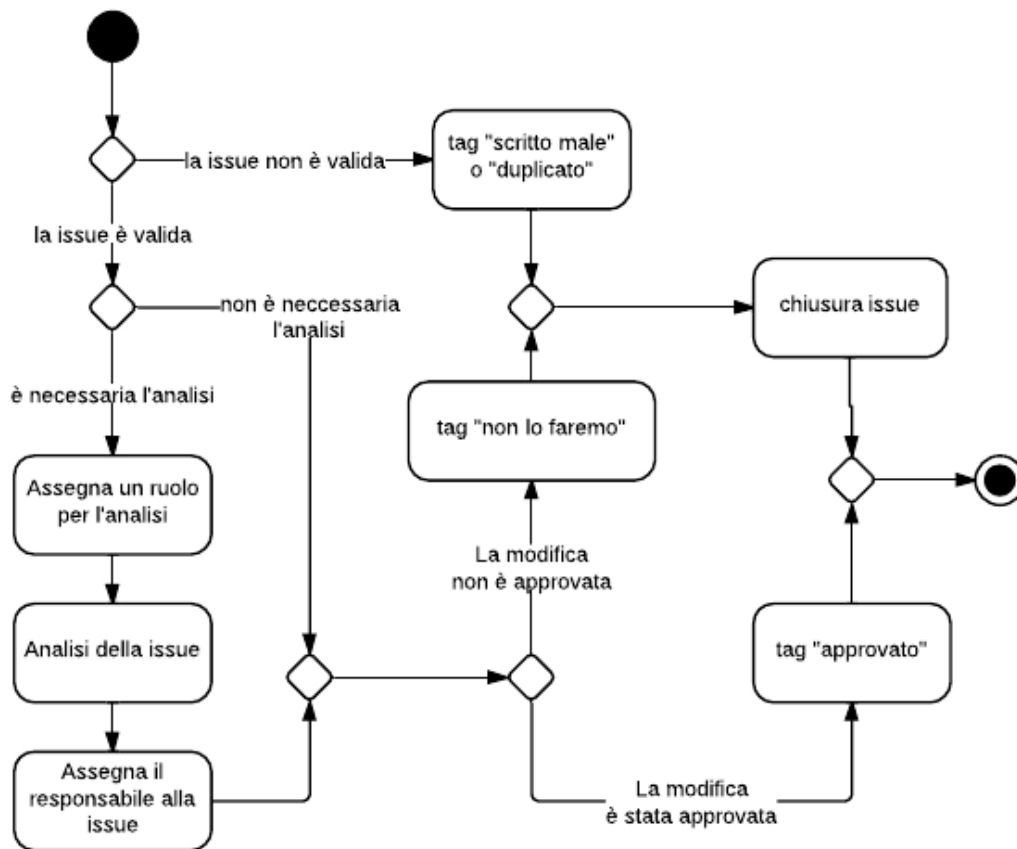 tag "scritto male"
o "duplicato"
la issue non è valida
la issue è valida
non è neccessaria
l'analisi
chiusura issue
è necessaria l'analisi
tag "non lo faremo"
Assegna un ruolo
per l'analisi
La modifica
non è approvata
Analisi della issue
tag "approvato"
Assegna il
responsabile alla
issue
La modifica
è stata approvata